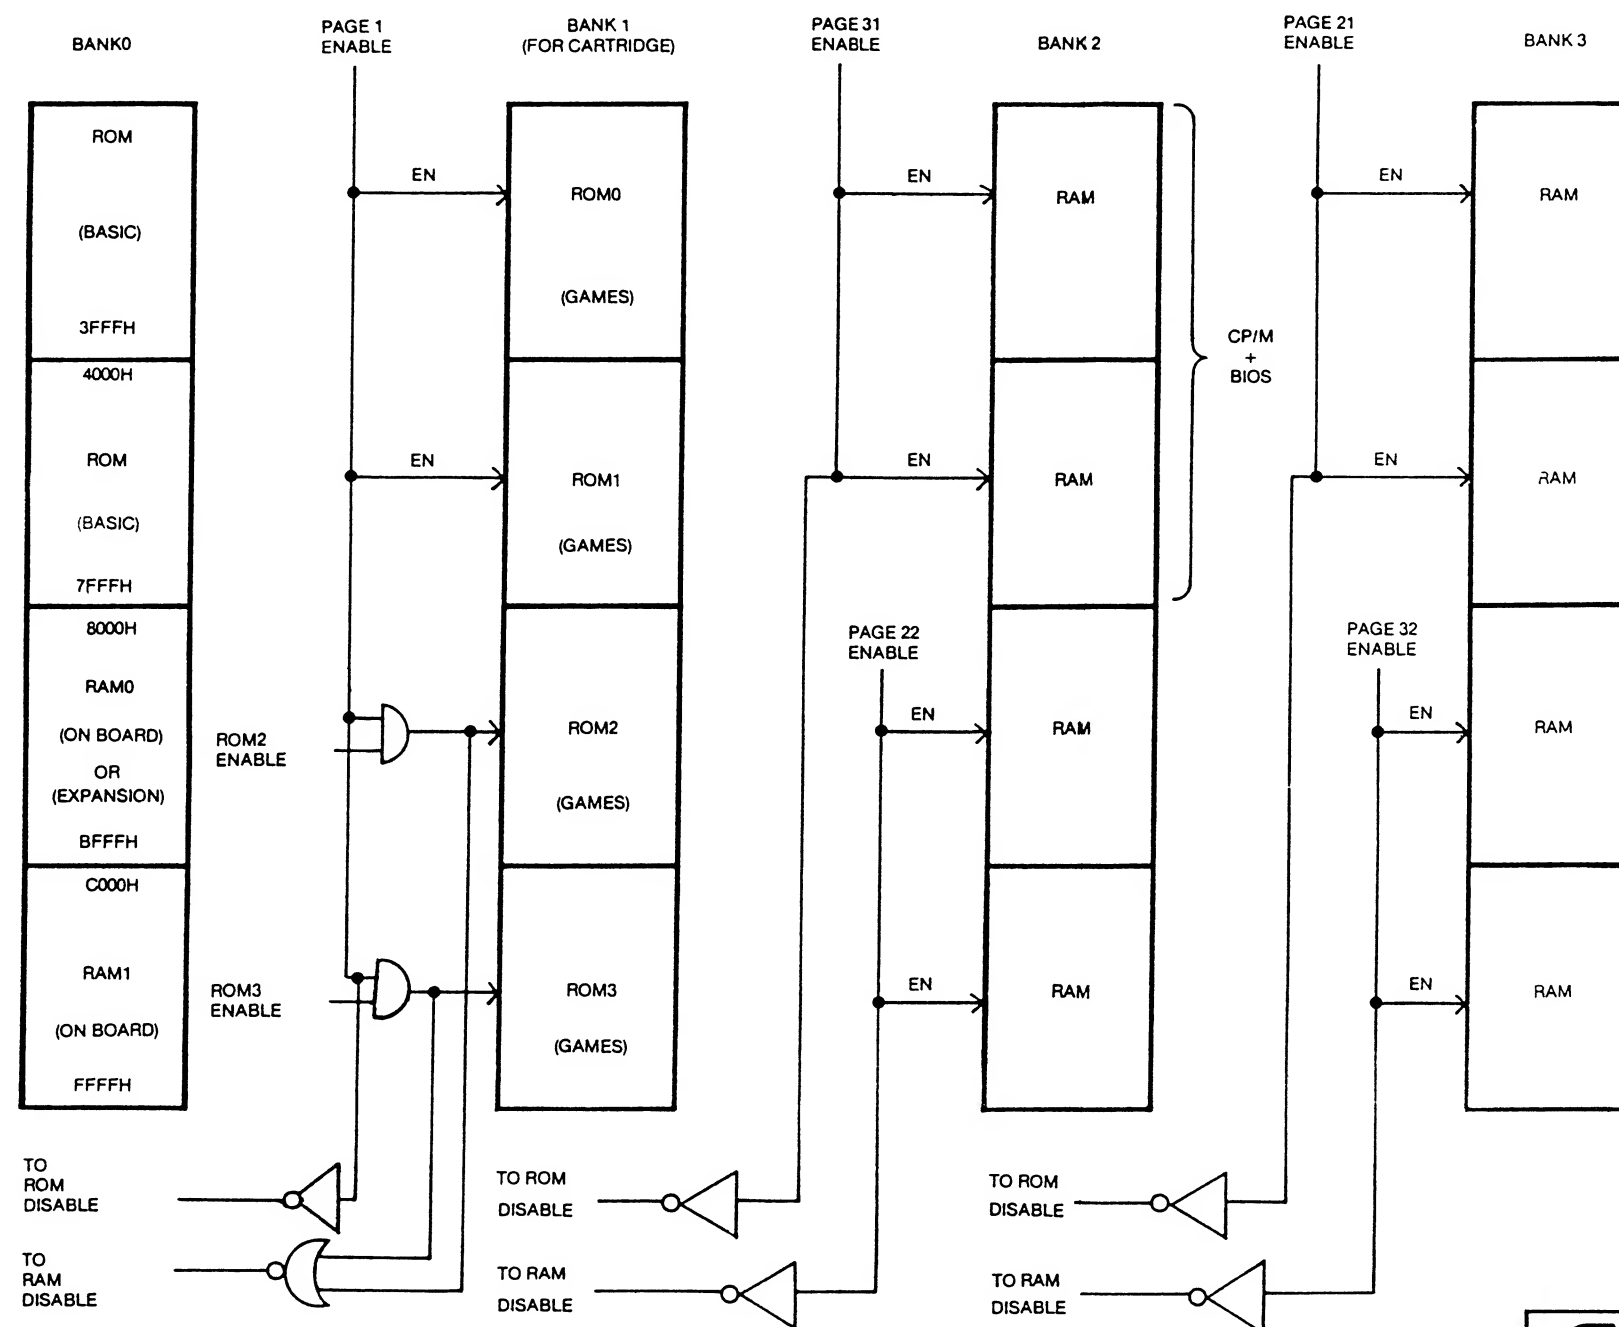 BANK0
PAGE 1
ENABLE
BANK 1
(FOR CARTRIDGE)
PAGE 31
ENABLE
BANK 2
PAGE 21
ENABLE
BANK 3
ROM
(BASIC)
3FFFH
4000H
ROM
(BASIC)
7FFFH
8000H
RAM0
(ON BOARD)
OR
(EXPANSION)
BFFFH
C000H
RAM1
(ON BOARD)
FFFFH
EN
EN
ROM2
ENABLE
ROM3
ENABLE
ROM0
(GAMES)
ROM1
(GAMES)
ROM2
(GAMES)
ROM3
(GAMES)
EN
EN
PAGE 22
ENABLE
EN
EN
RAM
RAM
RAM
RAM
CP/M
+
BIOS
EN
EN
PAGE 32
ENABLE
EN
EN
RAM
RAM
RAM
RAM
TO
ROM
DISABLE
TO
RAM
DISABLE
TO ROM
DISABLE
TO RAM
DISABLE
TO ROM
DISABLE
TO RAM
DISABLE